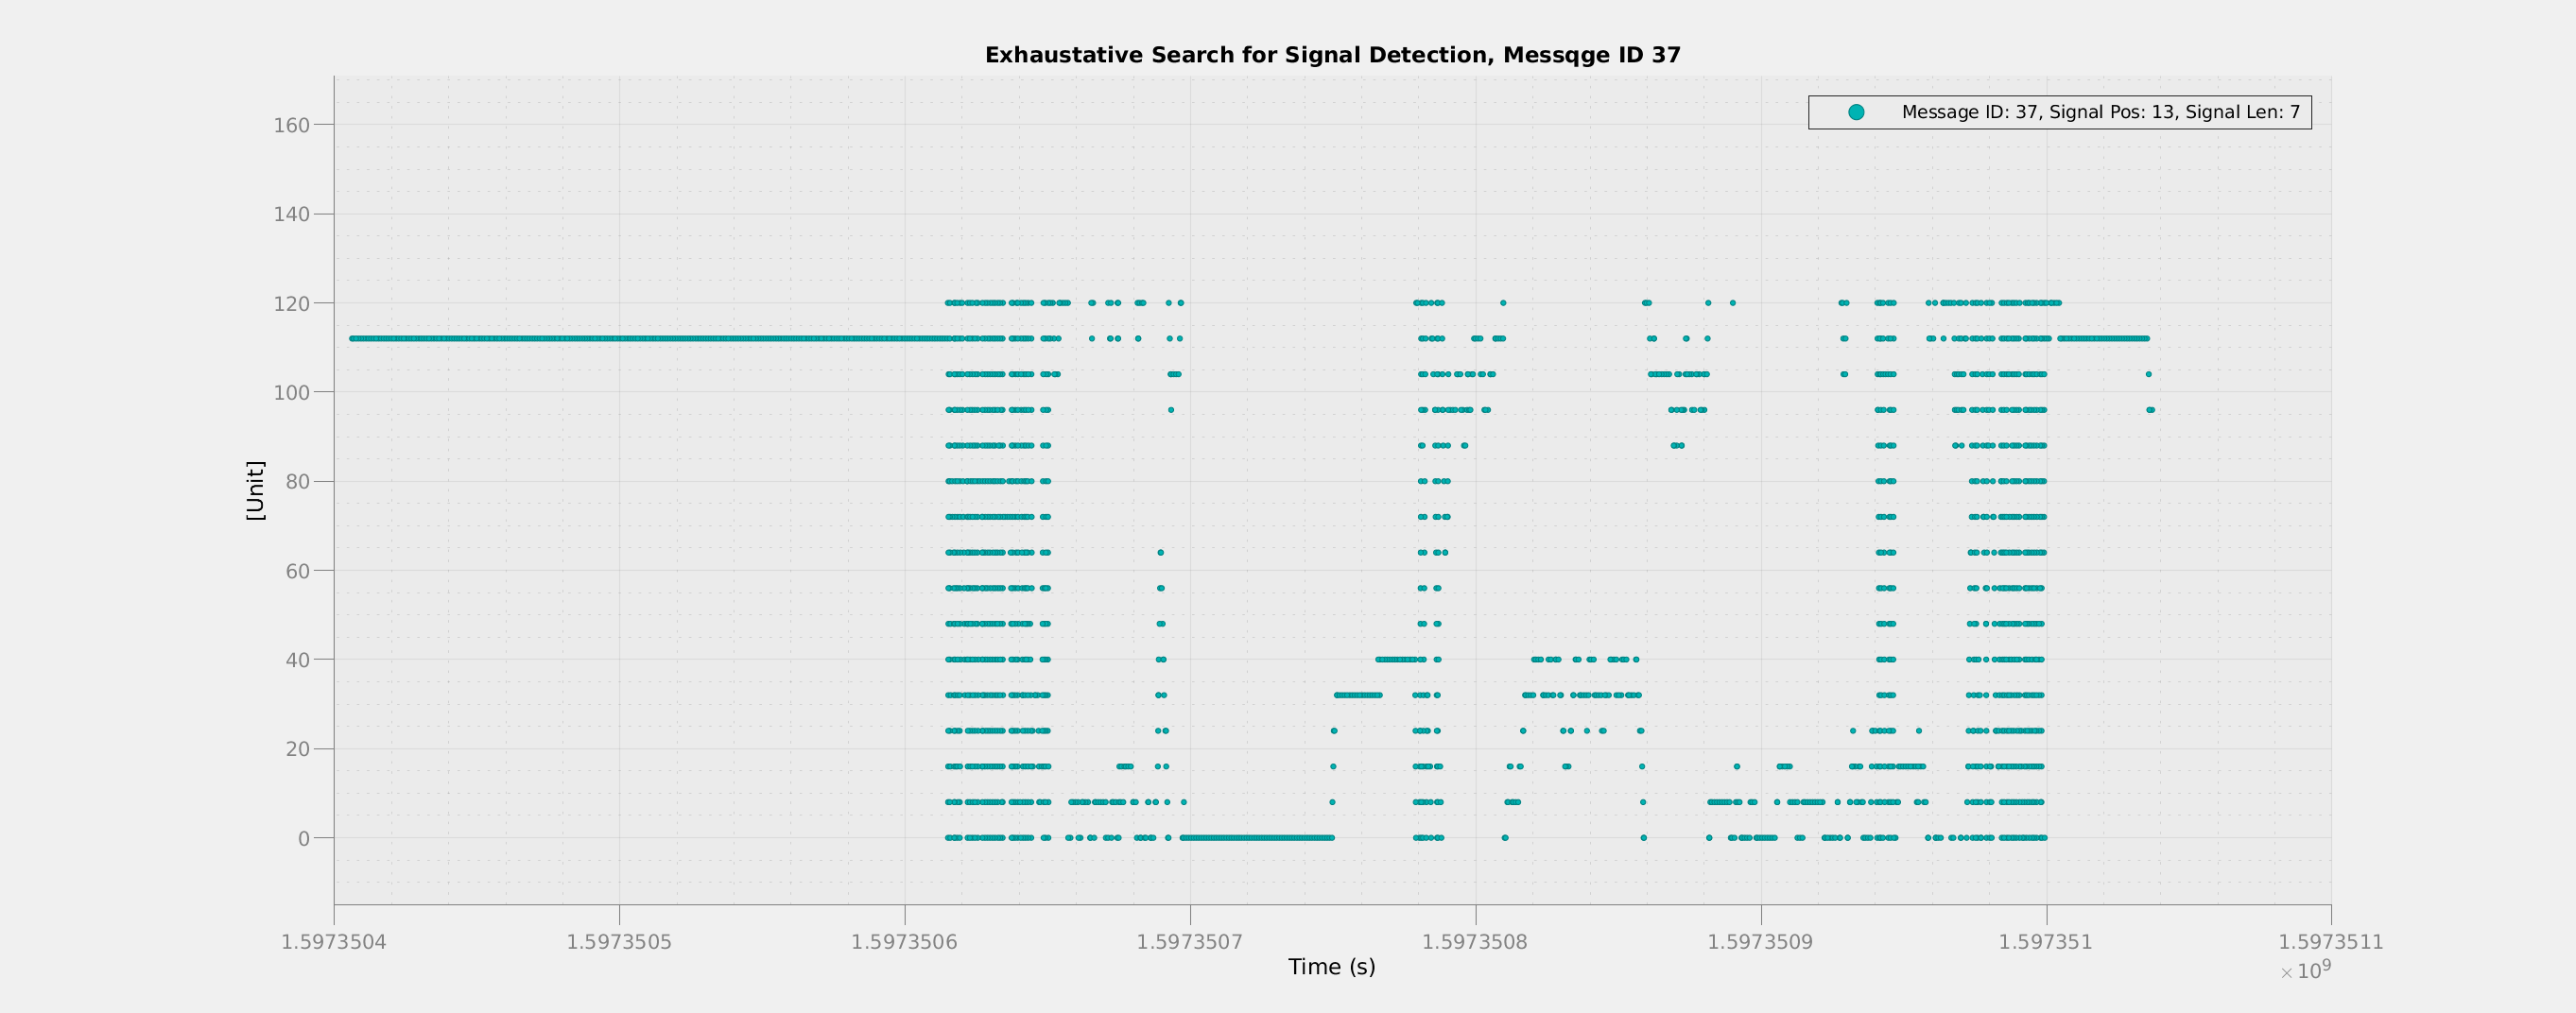 Exhaustative Search for Signal Detection, Messqge ID 37
Message ID: 37, Signal Pos: 13, Signal Len: 7
160
140
120
100
80
60
40
20
0
[Unit]
1.5973504 1.5973505 1.5973506 1.5973507 1.5973508 1.5973509 1.597351 1.5973511
Time (s)
× 10⁹